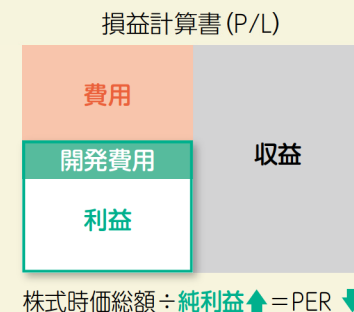 損益計算書(P/L)
費用
開発費用
収益
利益
株式時価総額÷純利益↑=PER ↓